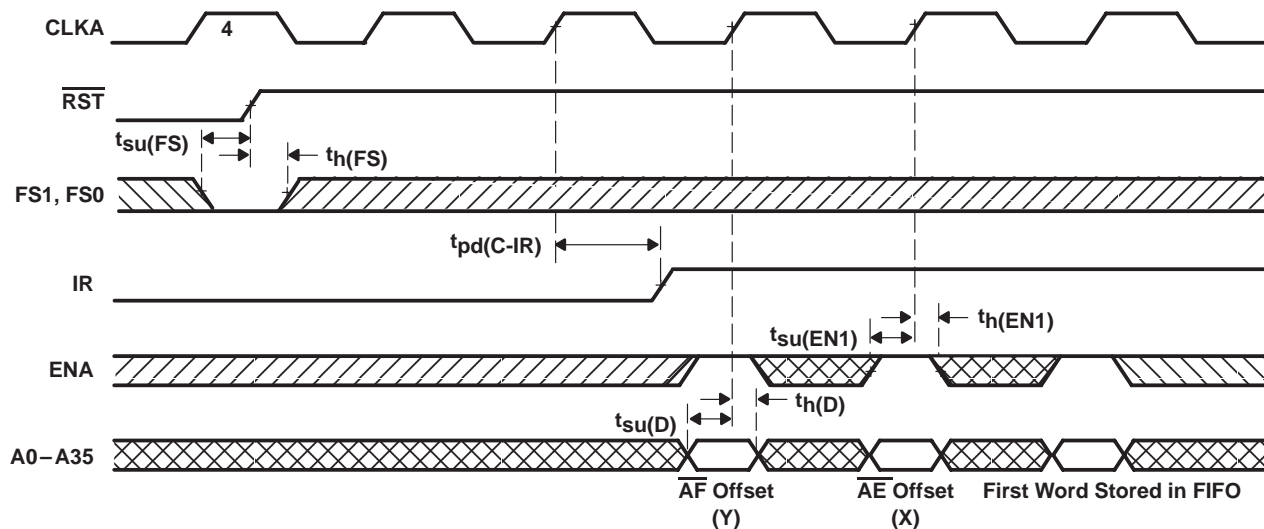 CLKA
4
RST
tsu(FS)
th(FS)
FS1, FS0
tpd(C-IR)
IR
tsu(EN1)
th(EN1)
ENA
tsu(D)
th(D)
A0–A35
AF Offset
(Y)
AE Offset
(X)
First Word Stored in FIFO